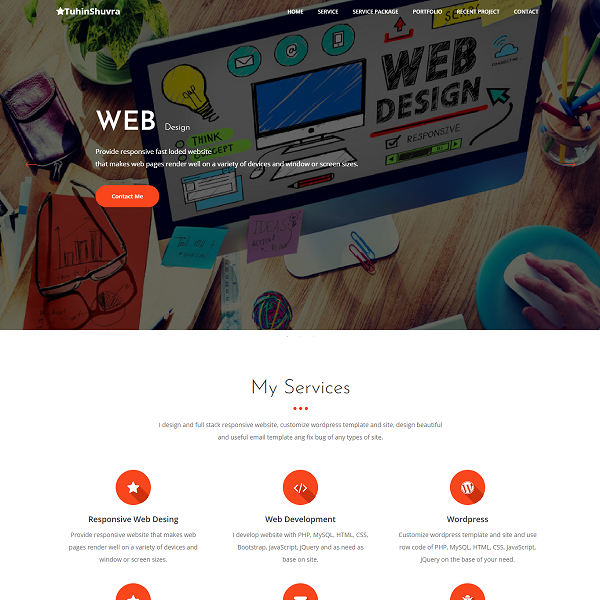 TuhinShuvra
HOME SERVICE SERVICE PACKAGE PORTFOLIO RECENT PROJECT CONTACT
WEB DESIGN
RESPONSIVE
THINK
CONCEPT
IDEAS
WEB Design
Provide responsive fast loded website
that makes web pages render well on a variety of devices and window or screen sizes.
Contact Me
My Services
I design and full stack responsive website, customize wordpress template and site, design beautiful
and useful email template ang fix bug of any types of site.
Responsive Web Desing
Provide responsive website that makes web
pages render well on a variety of devices and
window or screen sizes.
Web Development
I develop website with PHP, MySQL, HTML, CSS,
Bootstrap, JavaScript, jQuery and as need as
base on site.
Wordpress
Customize wordpress template and site and use
row code of PHP, MySQL, HTML, CSS, JavaScript,
jQuery on the base of your need.